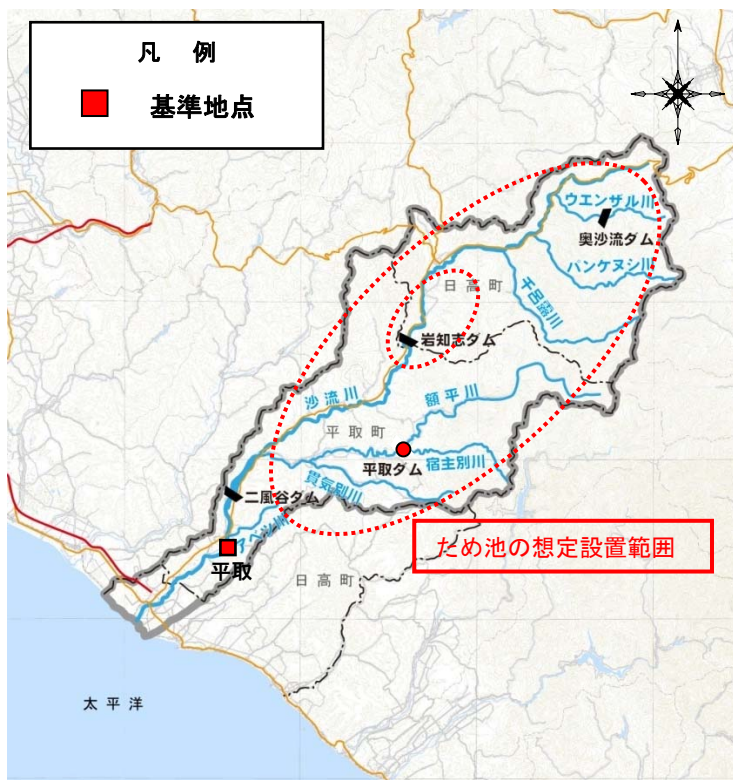 凡 例
基準地点
ウエンザル川
奥沙流ダム
パンケヌシ川
日高町
千呂露川
岩知志ダム
沙流川
額平川
平取町
平取ダム
宿主別川
貫気別川
二風谷ダム
アベツ川
ため池の想定設置範囲
平取
日高町
太平洋